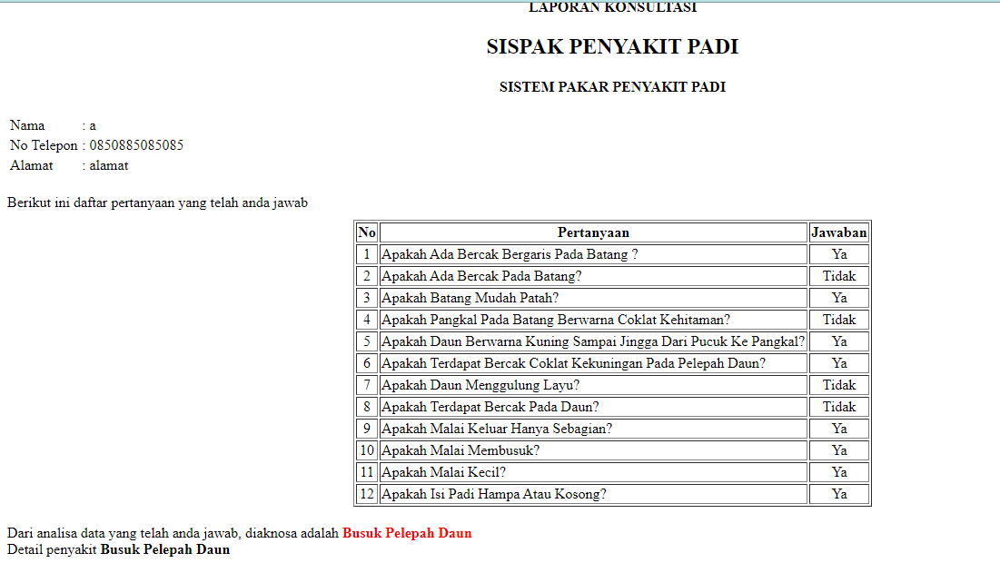 LAPORAN KONSULTASI
SISPAK PENYAKIT PADI
SISTEM PAKAR PENYAKIT PADI
Nama : a
No Telepon : 0850885085085
Alamat : alamat
Berikut ini daftar pertanyaan yang telah anda jawab
No Pertanyaan Jawaban
1 Apakah Ada Bercak Bergaris Pada Batang ? Ya
2 Apakah Ada Bercak Pada Batang? Tidak
3 Apakah Batang Mudah Patah? Ya
4 Apakah Pangkal Pada Batang Berwarna Coklat Kehitaman? Tidak
5 Apakah Daun Berwarna Kuning Sampai Jingga Dari Pucuk Ke Pangkal? Ya
6 Apakah Terdapat Bercak Coklat Kekuningan Pada Pelepah Daun? Ya
7 Apakah Daun Menggulung Layu? Tidak
8 Apakah Terdapat Bercak Pada Daun? Tidak
9 Apakah Malai Keluar Hanya Sebagian? Ya
10 Apakah Malai Membusuk? Ya
11 Apakah Malai Kecil? Ya
12 Apakah Isi Padi Hampa Atau Kosong? Ya
Dari analisa data yang telah anda jawab, diaknosa adalah Busuk Pelepah Daun
Detail penyakit Busuk Pelepah Daun